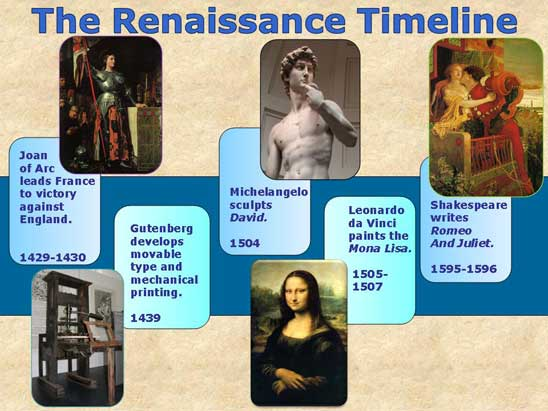 The Renaissance Timeline
Joan
of Arc
leads France
to victory
against
England.
1429-1430
Gutenberg
develops
movable
type and
mechanical
printing.
1439
Michelangelo
sculpts
David.
1504
Leonardo
da Vinci
paints the
Mona Lisa.
1505-
1507
Shakespeare
writes
Romeo
And Juliet.
1595-1596